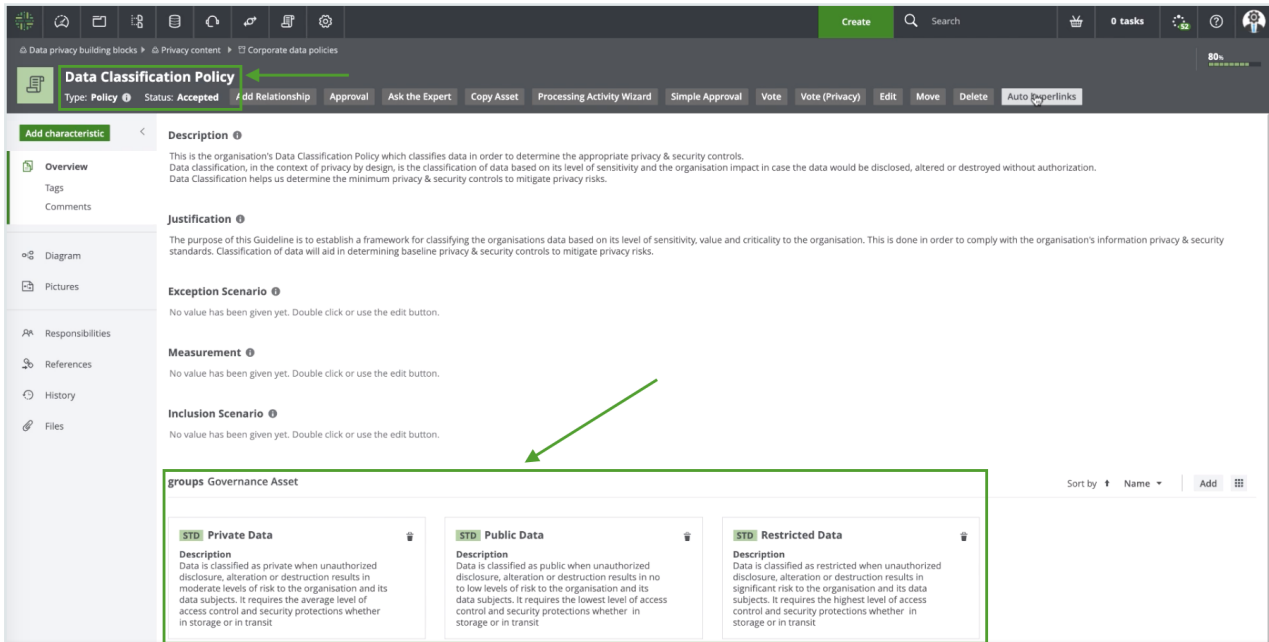 Create
Search
0 tasks
52
Data privacy building blocks
Privacy content
Corporate data policies
80%
Data Classification Policy
Type: Policy
Status: Accepted
Add Relationship
Approval
Ask the Expert
Copy Asset
Processing Activity Wizard
Simple Approval
Vote
Vote (Privacy)
Edit
Move
Delete
Auto Hyperlinks
Add characteristic
Overview
Tags
Comments
Diagram
Pictures
Responsibilities
References
History
Files
Description
This is the organisation's Data Classification Policy which classifies data in order to determine the appropriate privacy & security controls.
Data classification, in the context of privacy by design, is the classification of data based on its level of sensitivity and the organisation impact in case the data would be disclosed, altered or destroyed without authorization.
Data Classification helps us determine the minimum privacy & security controls to mitigate privacy risks.
Justification
The purpose of this Guideline is to establish a framework for classifying the organisations data based on its level of sensitivity, value and criticality to the organisation. This is done in order to comply with the organisation's information privacy & security
standards. Classification of data will aid in determining baseline privacy & security controls to mitigate privacy risks.
Exception Scenario
No value has been given yet. Double click or use the edit button.
Measurement
No value has been given yet. Double click or use the edit button.
Inclusion Scenario
No value has been given yet. Double click or use the edit button.
groups Governance Asset
Sort by
Name
Add
STD Private Data
Description
Data is classified as private when unauthorized
disclosure, alteration or destruction results in
moderate levels of risk to the organisation and its
data subjects. It requires the average level of
access control and security protections whether
in storage or in transit
STD Public Data
Description
Data is classified as public when unauthorized
disclosure, alteration or destruction results in no
to low levels of risk to the organisation and its
data subjects. It requires the lowest level of access
control and security protections whether in
storage or in transit
STD Restricted Data
Description
Data is classified as restricted when unauthorized
disclosure, alteration or destruction results in
significant risk to the organisation and its data
subjects. It requires the highest level of access
control and security protections whether in
storage or in transit